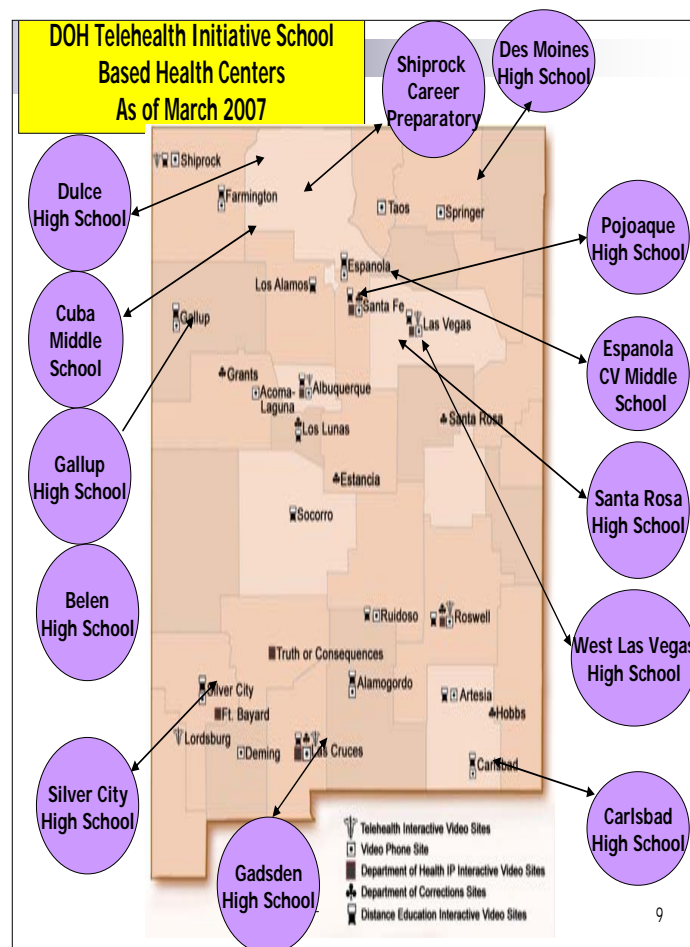 DOH Telehealth Initiative School
Based Health Centers
As of March 2007
Shiprock
Career
Preparatory
Des Moines
High School
Dulce
High School
Cuba
Middle
School
Gallup
High School
Belen
High School
Silver City
High School
Gadsden
High School
Pojoaque
High School
Espanola
CV Middle
School
Santa Rosa
High School
West Las Vegas
High School
Carlsbad
High School
Shiprock
Farmington
Taos
Springer
Espanola
Los Alamos
Santa Fe
Gallup
Las Vegas
Grants
Acoma-
Laguna
Albuquerque
Los Lunas
Santa Rosa
Estancia
Socorro
Ruidoso
Roswell
Truth or Consequences
Silver City
Alamogordo
Artesia
Ft. Bayard
Hobbs
Lordsburg
Deming
Las Cruces
Carlsbad
Telehealth Interactive Video Sites
Video Phone Site
Department of Health IP Interactive Video Sites
Department of Corrections Sites
Distance Education Interactive Video Sites
9